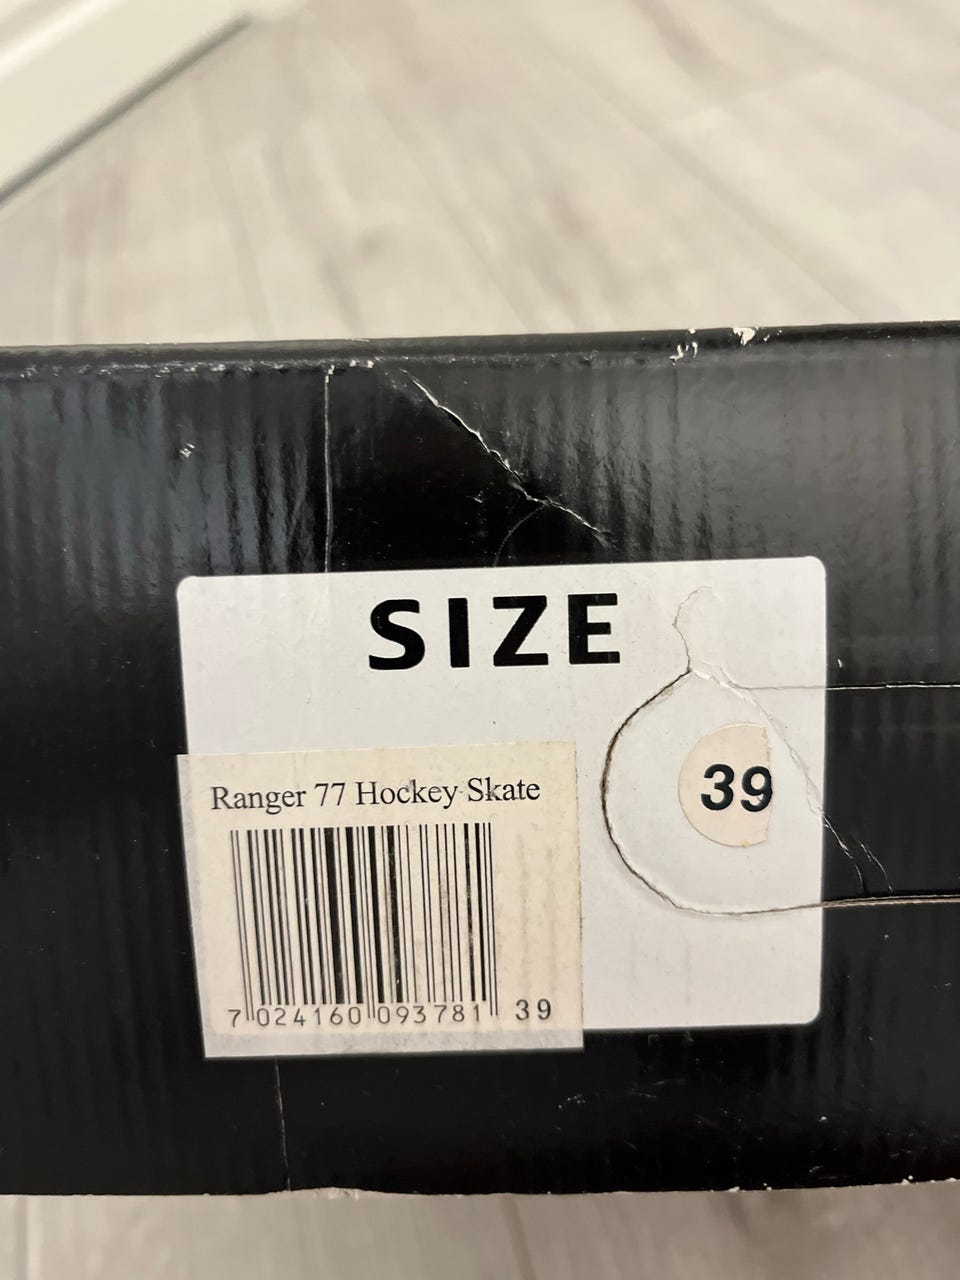 SIZE
39
Ranger 77 Hockey Skate
7 024160 093781 39